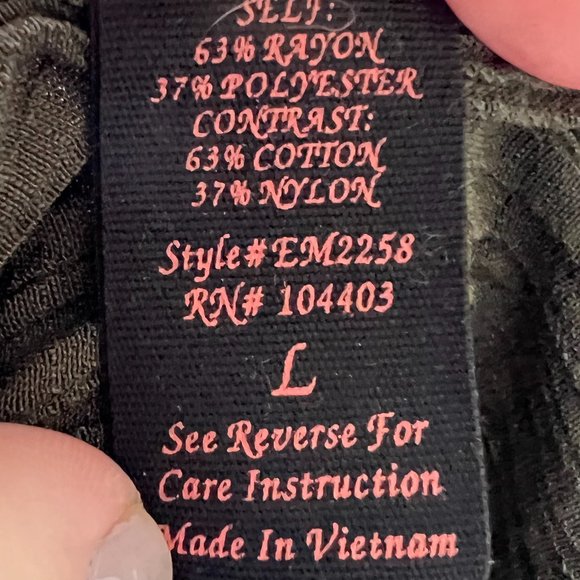 SELF:
63% RAYON
37% POLYESTER
CONTRAST:
63% COTTON
37% NYLON
Style# EM2258
RN# 104403
L
See Reverse For
Care Instruction
Made In Vietnam